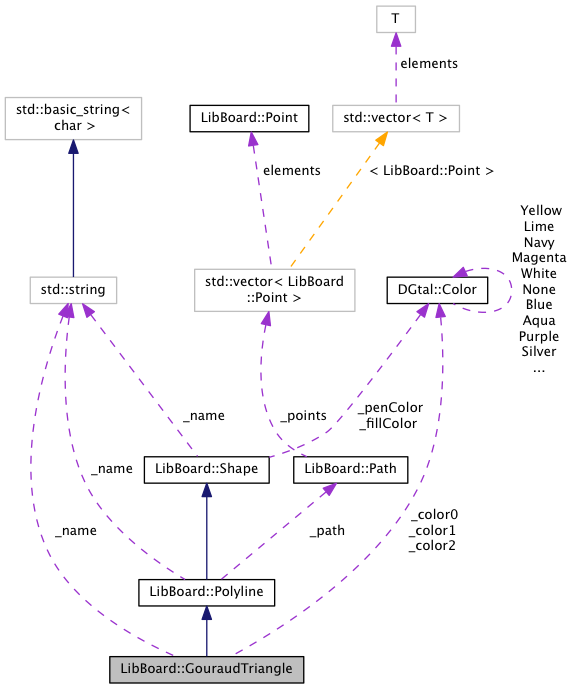 T
elements
std::basic_string<
char >
LibBoard::Point
std::vector< T >
elements
< LibBoard::Point >
Yellow
Lime
Navy
Magenta
White
None
Blue
Aqua
Purple
Silver
...
std::string
std::vector< LibBoard
::Point >
DGtal::Color
_name
_points
_penColor
_fillColor
LibBoard::Shape
LibBoard::Path
_name
_name
_path
_color0
_color1
_color2
LibBoard::Polyline
LibBoard::GouraudTriangle